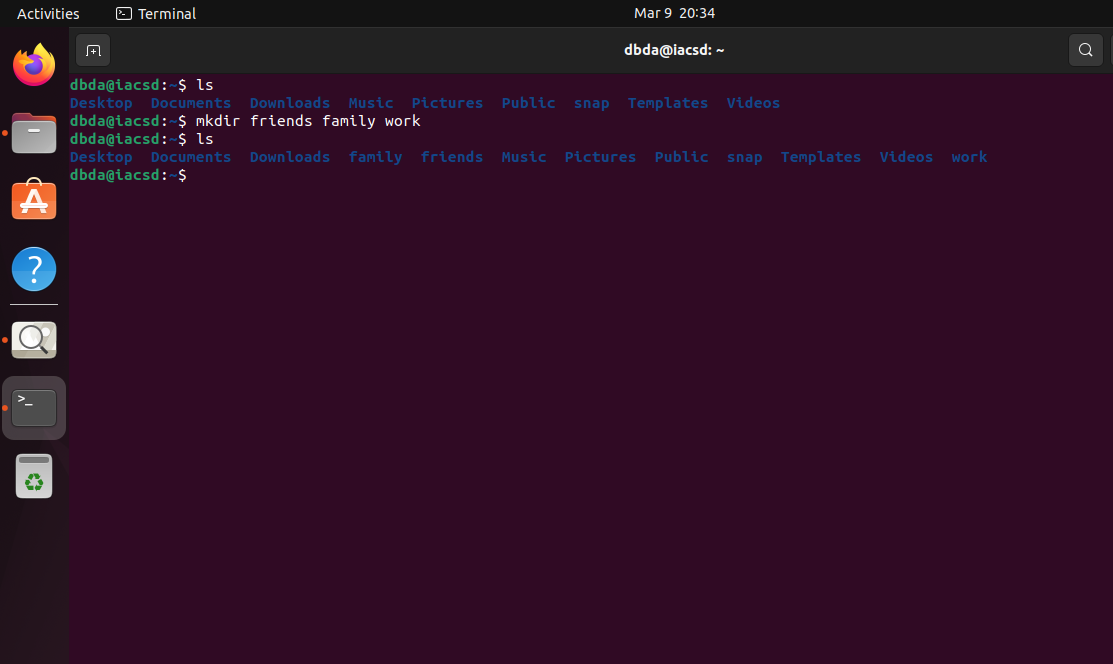 Activities Terminal Mar 9 20:34
dbda@iacsd: ~
dbda@iacsd:~$ ls
Desktop Documents Downloads Music Pictures Public snap Templates Videos
dbda@iacsd:~$ mkdir friends family work
dbda@iacsd:~$ ls
Desktop Documents Downloads family friends Music Pictures Public snap Templates Videos work
dbda@iacsd:~$